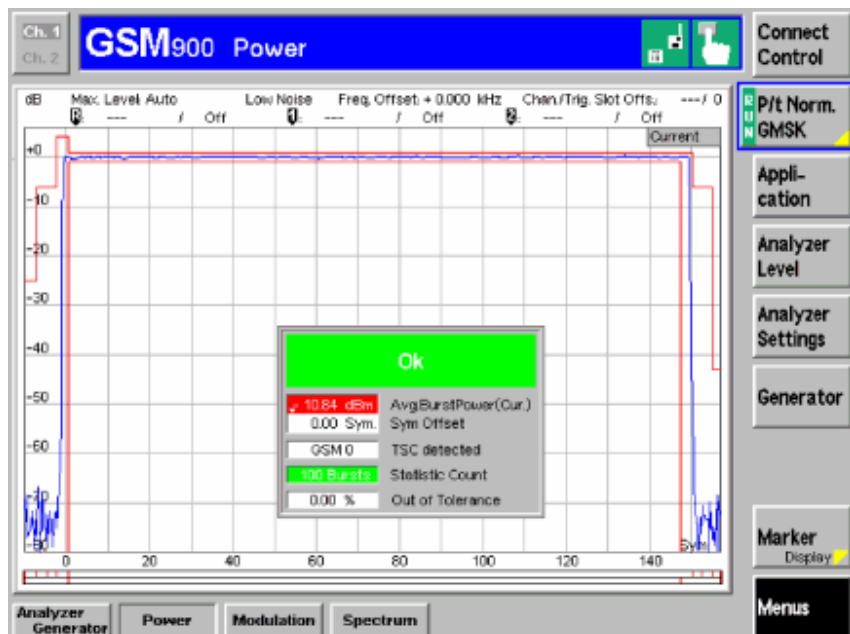 Ch. 1
Ch. 2
GSM900 Power
Connect Control
dB Max. Level: Auto Low Noise Freq. Offset: + 0.000 kHz Chan./Trig. Slot Offs.: ---/ 0
--- / Off --- / Off 2: --- / Off
Current
+0
-10
-20
-30
-40
-50
-60
-70
-80
0 20 40 60 80 100 120 140 Sym
Ok
10.84 dBm AvgBurstPower(Cur.)
0.00 Sym. Sym Offset
GSM 0 TSC detected
100 Bursts Statistic Count
0.00 % Out of Tolerance
RUN
P/t Norm.
GMSK
Appli-
cation
Analyzer
Level
Analyzer
Settings
Generator
Marker
Display
Menus
Analyzer
Generator
Power
Modulation
Spectrum